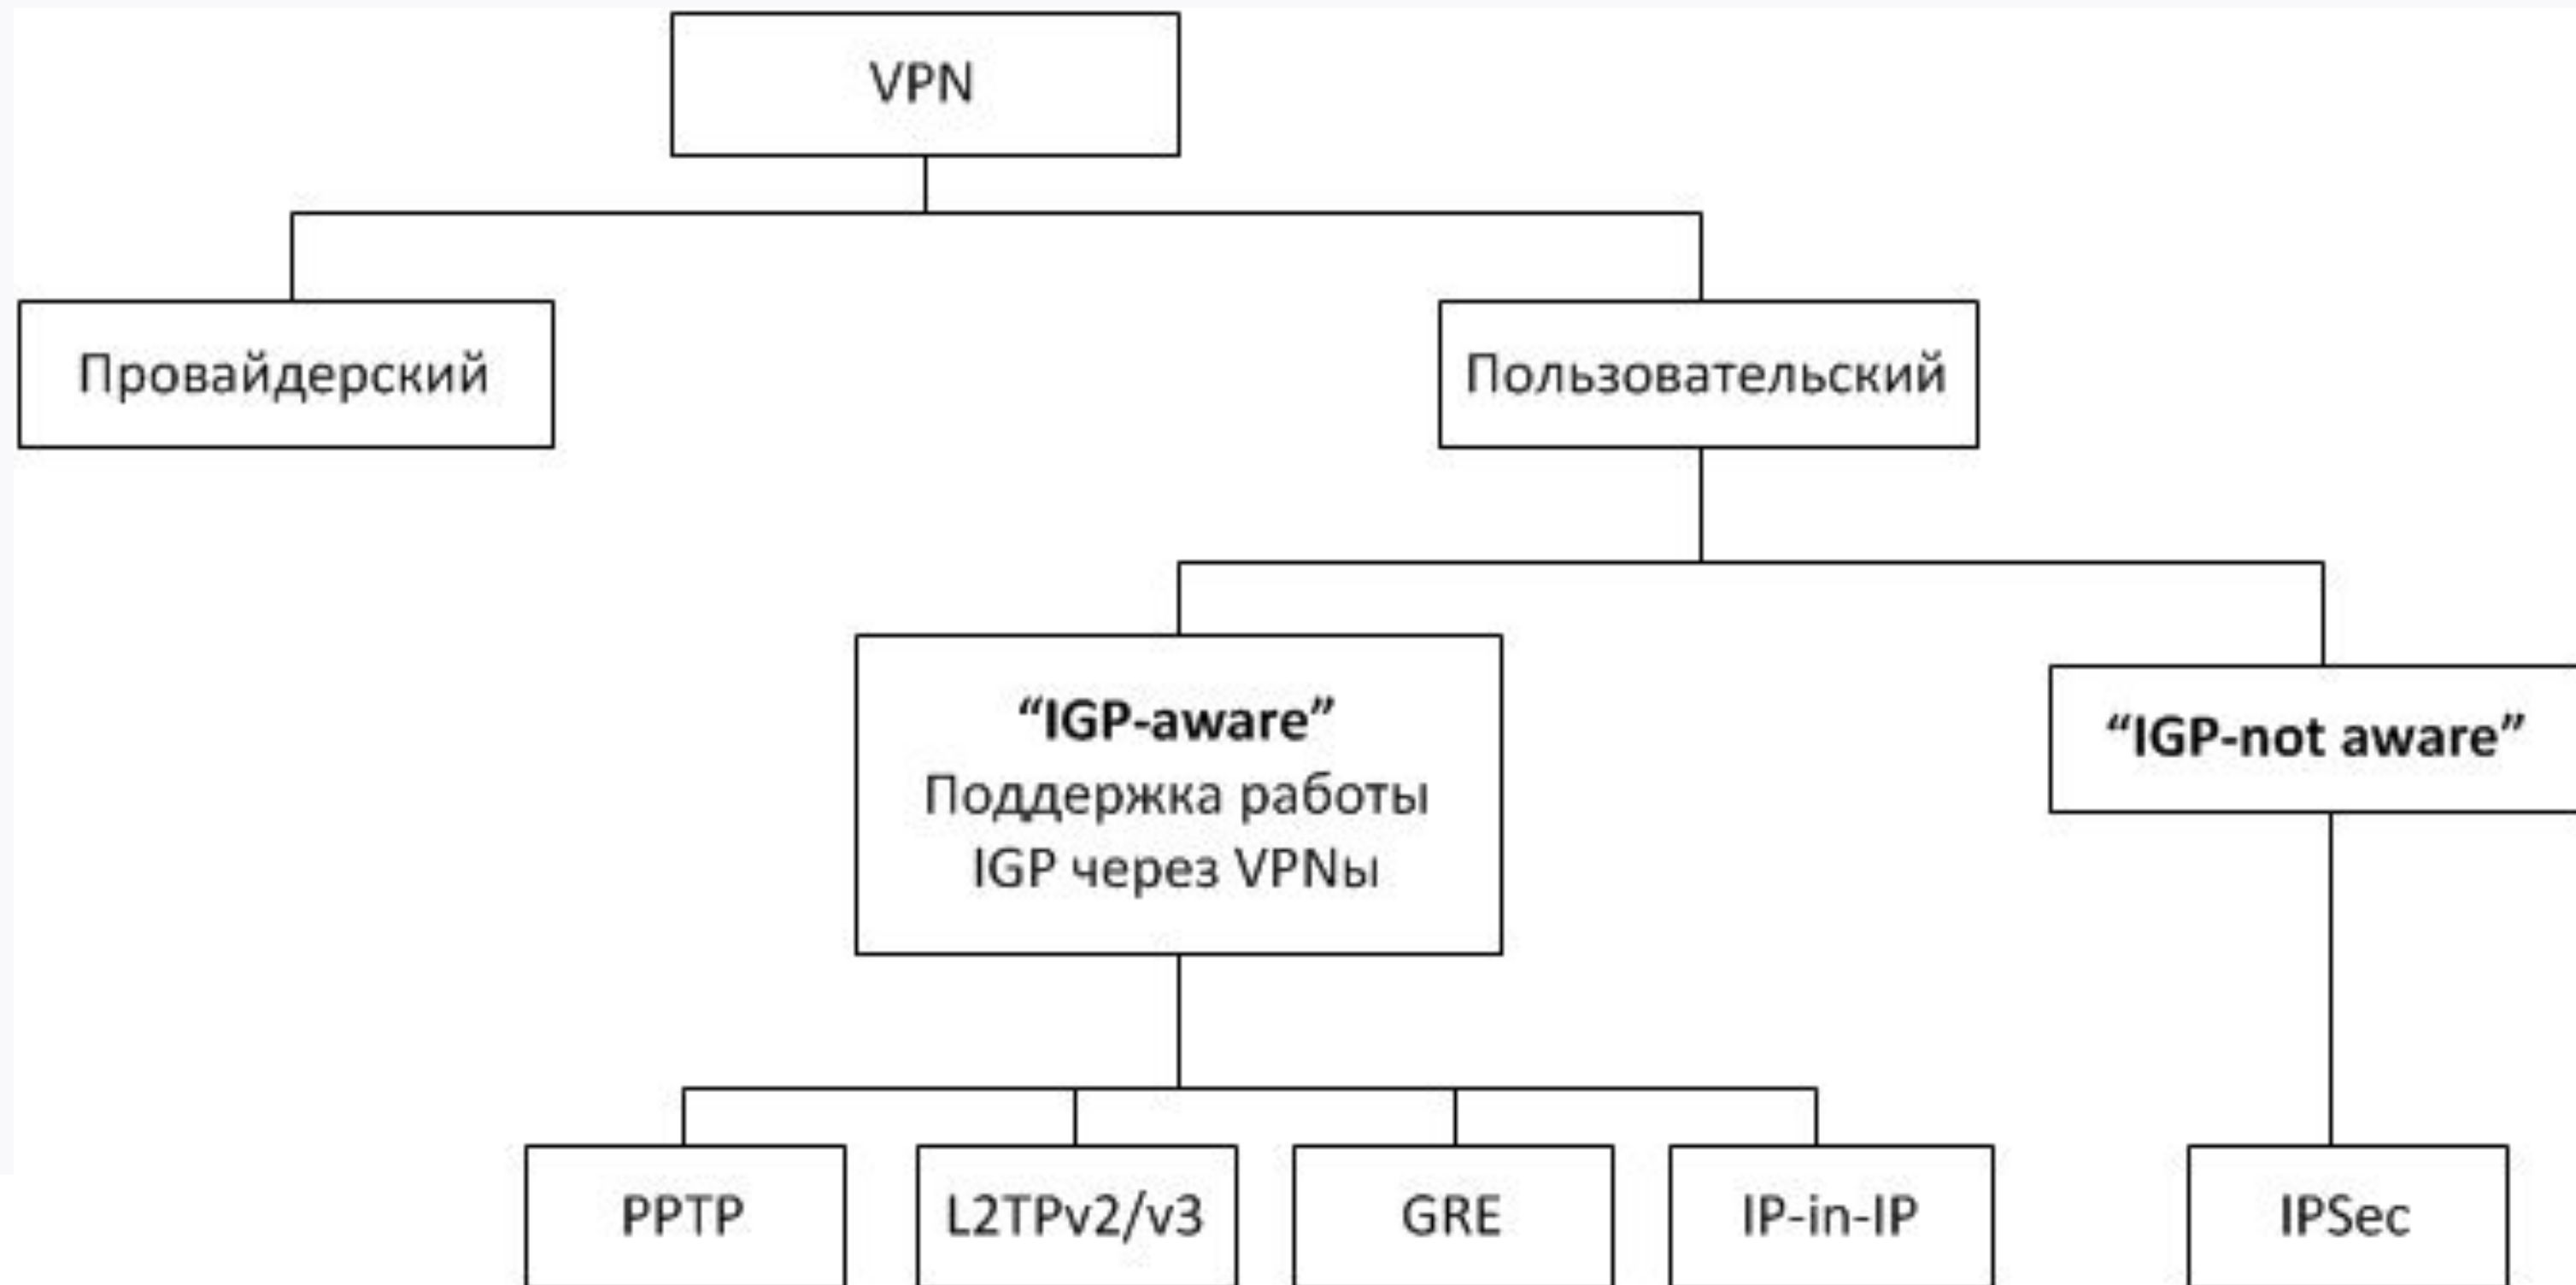 VPN
Провайдерский
Пользовательский
“IGP-aware”
Поддержка работы
IGP через VPNы
“IGP-not aware”
PPTP
L2TPv2/v3
GRE
IP-in-IP
IPSec